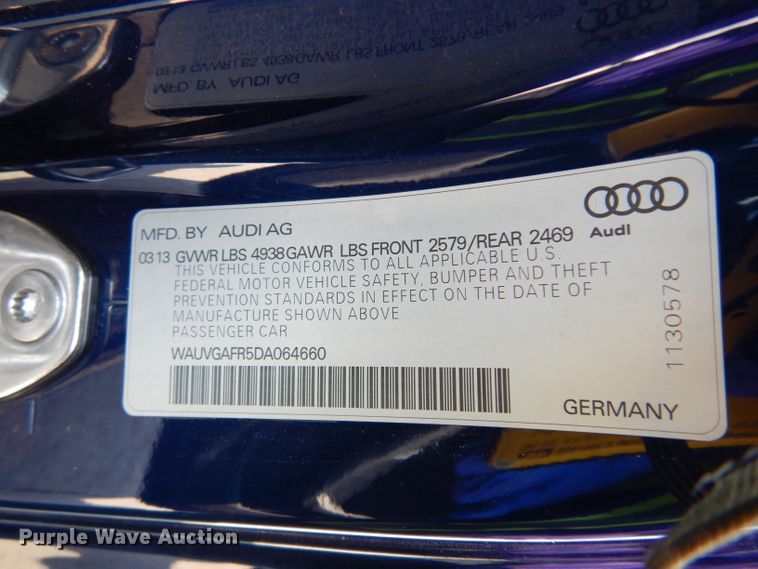 MFD. BY AUDI AG
0313 GVWR LBS 4938 GAWR LBS FRONT 2579/REAR 2469
THIS VEHICLE CONFORMS TO ALL APPLICABLE U.S.
FEDERAL MOTOR VEHICLE SAFETY, BUMPER AND THEFT
PREVENTION STANDARDS IN EFFECT ON THE DATE OF
MANUFACTURE SHOWN ABOVE
PASSENGER CAR
WAUVGAFR5DA064660
Audi
1130578
GERMANY
Purple Wave Auction